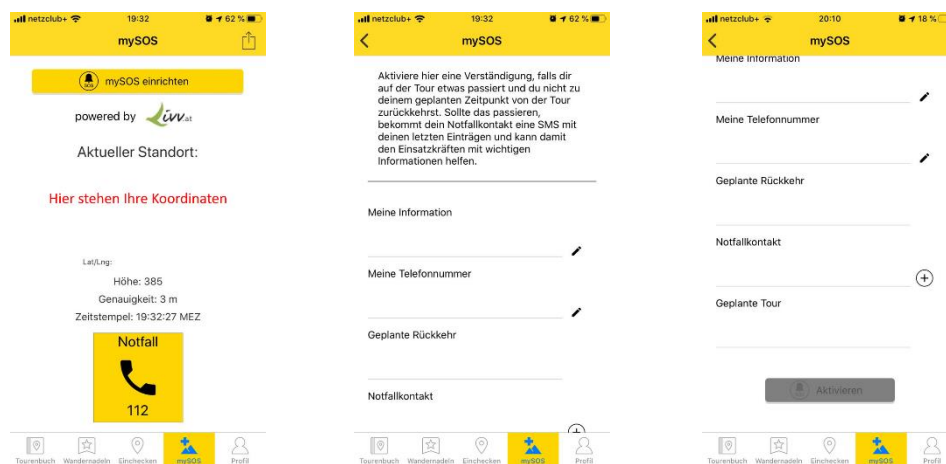 netzclub+ 19:32 62 %
mySOS
SOS mySOS einrichten
powered by Livv.at
Aktueller Standort:
Hier stehen Ihre Koordinaten
Lat/Lng:
Höhe: 385
Genauigkeit: 3 m
Zeitstempel: 19:32:27 MEZ
Notfall
112
Tourenbuch Wandernadeln Einchecken mySOS Profil
netzclub+ 19:32 62 %
mySOS
Aktiviere hier eine Verständigung, falls dir
auf der Tour etwas passiert und du nicht zu
deinem geplanten Zeitpunkt von der Tour
zurückkehrst. Sollte das passieren,
bekommt dein Notfallkontakt eine SMS mit
deinen letzten Einträgen und kann damit
den Einsatzkräften mit wichtigen
Informationen helfen.
Meine Information
Meine Telefonnummer
Geplante Rückkehr
Notfallkontakt
Tourenbuch Wandernadeln Einchecken mySOS Profil
netzclub+ 20:10 18 %
mySOS
Meine Information
Meine Telefonnummer
Geplante Rückkehr
Notfallkontakt
Geplante Tour
Aktivieren
Tourenbuch Wandernadeln Einchecken mySOS Profil